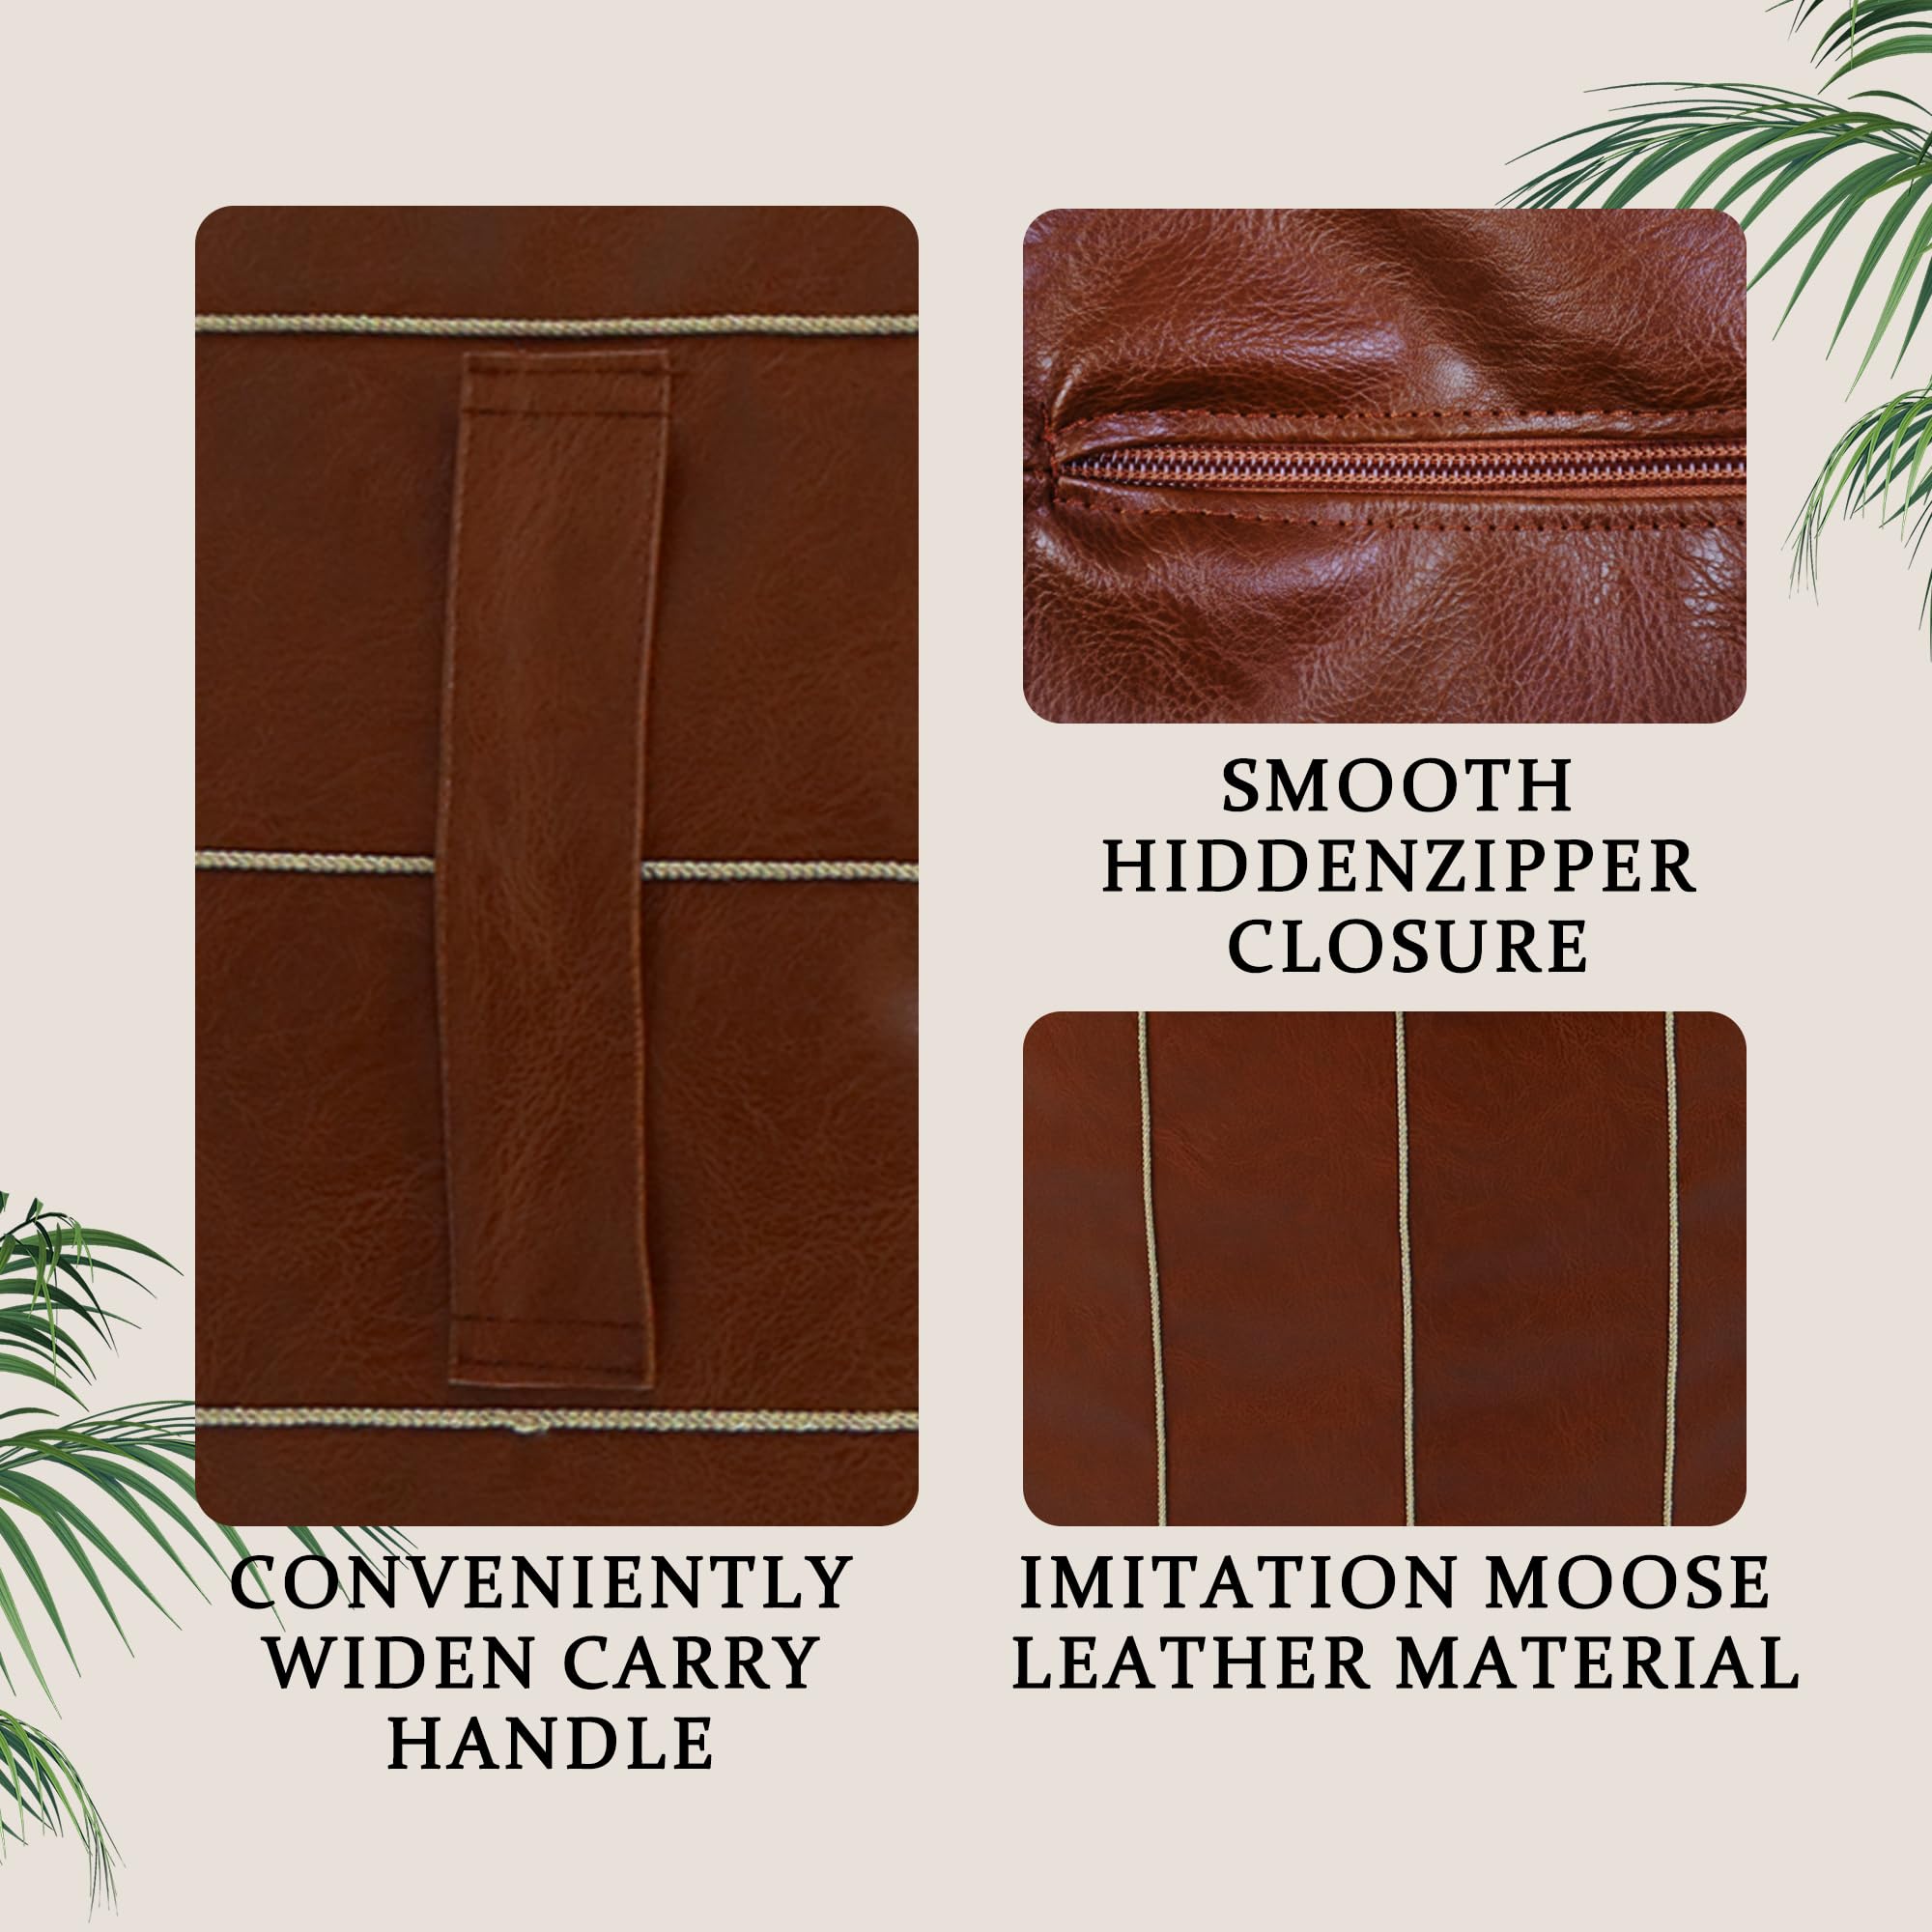 SMOOTH
HIDDENZIPPER
CLOSURE
CONVENIENTLY
WIDEN CARRY
HANDLE
IMITATION MOOSE
LEATHER MATERIAL